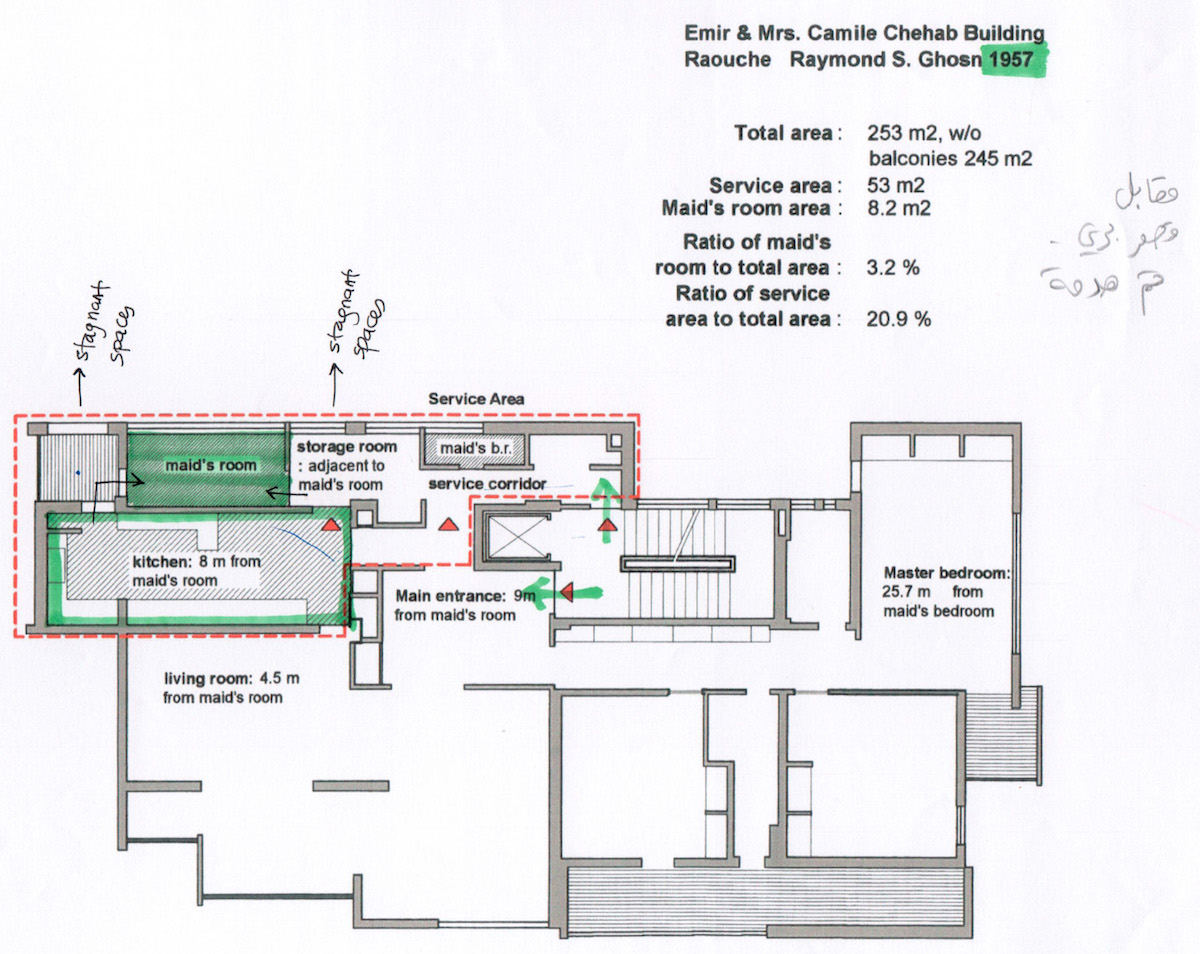 Emir & Mrs. Camile Chehab Building
Raouche Raymond S. Ghosn 1957
Total area : 253 m2, w/o
balconies 245 m2
Service area : 53 m2
Maid's room area : 8.2 m2
Ratio of maid's
room to total area : 3.2 %
Ratio of service
area to total area : 20.9 %
مقابل
stagnant
spaces
stagnant
spaces
Service Area
maid's room
storage room
: adjacent to
maid's room
maid's b.r.
service corridor
kitchen: 8 m from
maid's room
Main entrance: 9m
from maid's room
Master bedroom:
25.7 m from
maid's bedroom
living room: 4.5 m
from maid's room